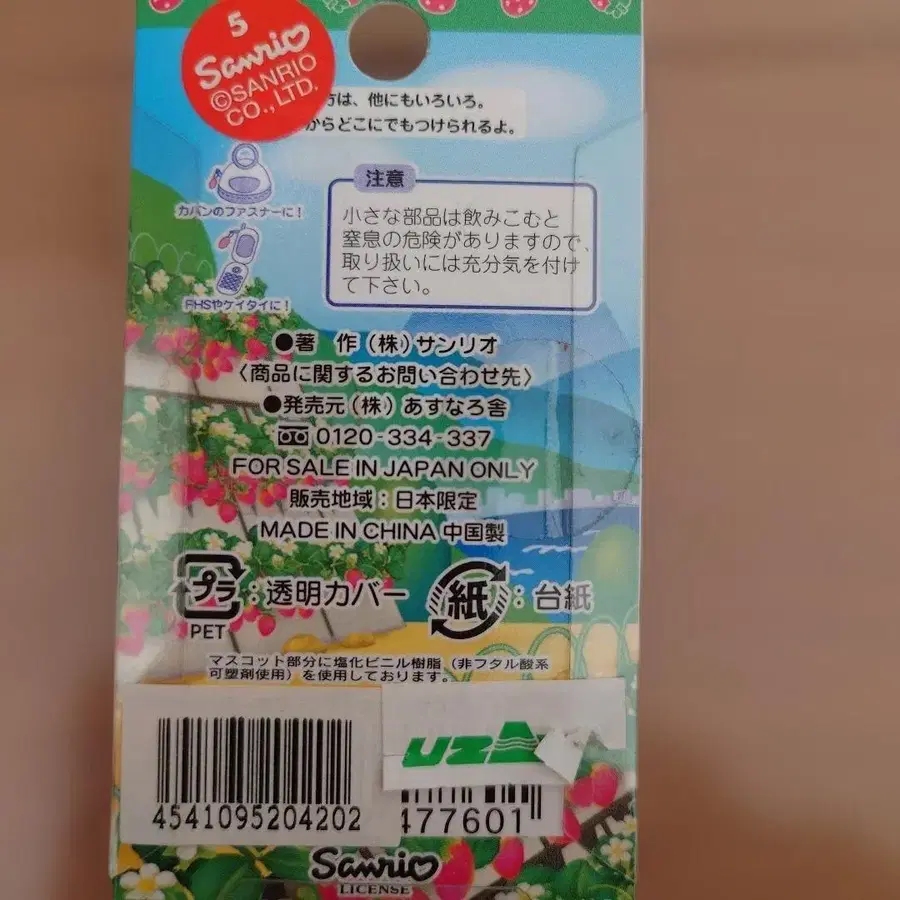 5
Sanrio
©SANRIO
CO., LTD.
方は、他にもいろいろ。
からどこにでもつけられるよ。
カバンのファスナーに!
PHSやケイタイに!
注意
小さな部品は飲みこむと
窒息の危険がありますので、
取り扱いには充分気を付け
て下さい。
●著 作(株)サンリオ
〈商品に関するお問い合わせ先〉
●発売元(株)あすなろ舎
0120-334-337
FOR SALE IN JAPAN ONLY
販売地域:日本限定
MADE IN CHINA 中国製
プラ:透明カバー
PET
紙:台紙
マスコット部分に塩化ビニル樹脂(非フタル酸系
可塑剤使用)を使用しております。
4541095204202
477601
Sanrio
LICENSE